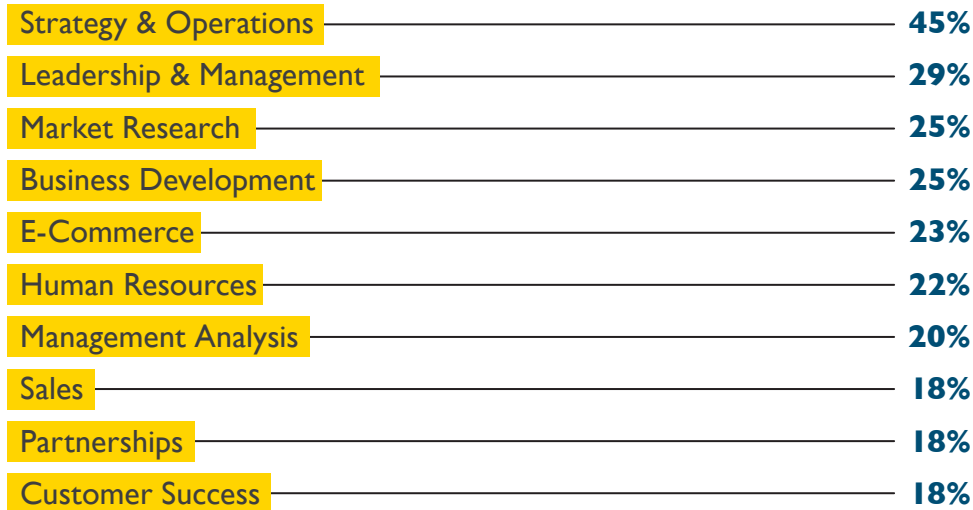 Strategy & Operations 45%
Leadership & Management 29%
Market Research 25%
Business Development 25%
E-Commerce 23%
Human Resources 22%
Management Analysis 20%
Sales 18%
Partnerships 18%
Customer Success 18%